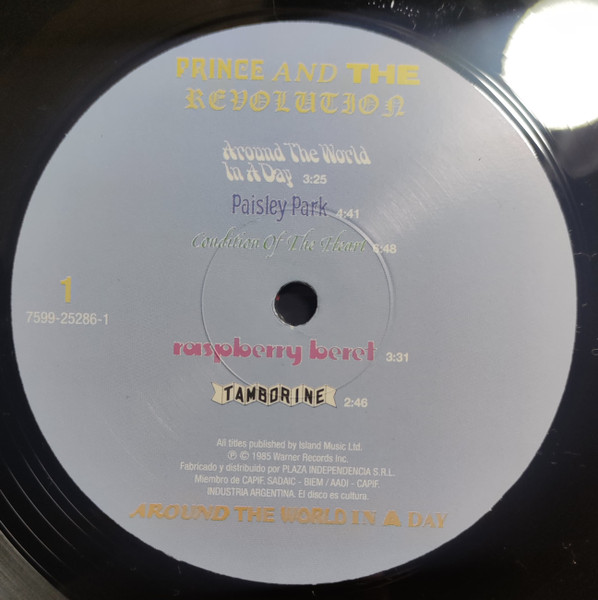 PRINCE AND THE
REVOLUTION
Around The World
In A Day 3:25
Paisley Park 4:41
Condition Of The Heart 6:48
1
7599-25286-1
raspberry beret 3:31
TAMBORINE 2:46
All titles published by Island Music Ltd.
℗ © 1985 Warner Records Inc.
Fabricado y distribuido por PLAZA INDEPENDENCIA S.R.L.
Miembro de CAPIF, SADAIC - BIEM / AADI - CAPIF.
INDUSTRIA ARGENTINA. El disco es cultura.
AROUND THE WORLD IN A DAY